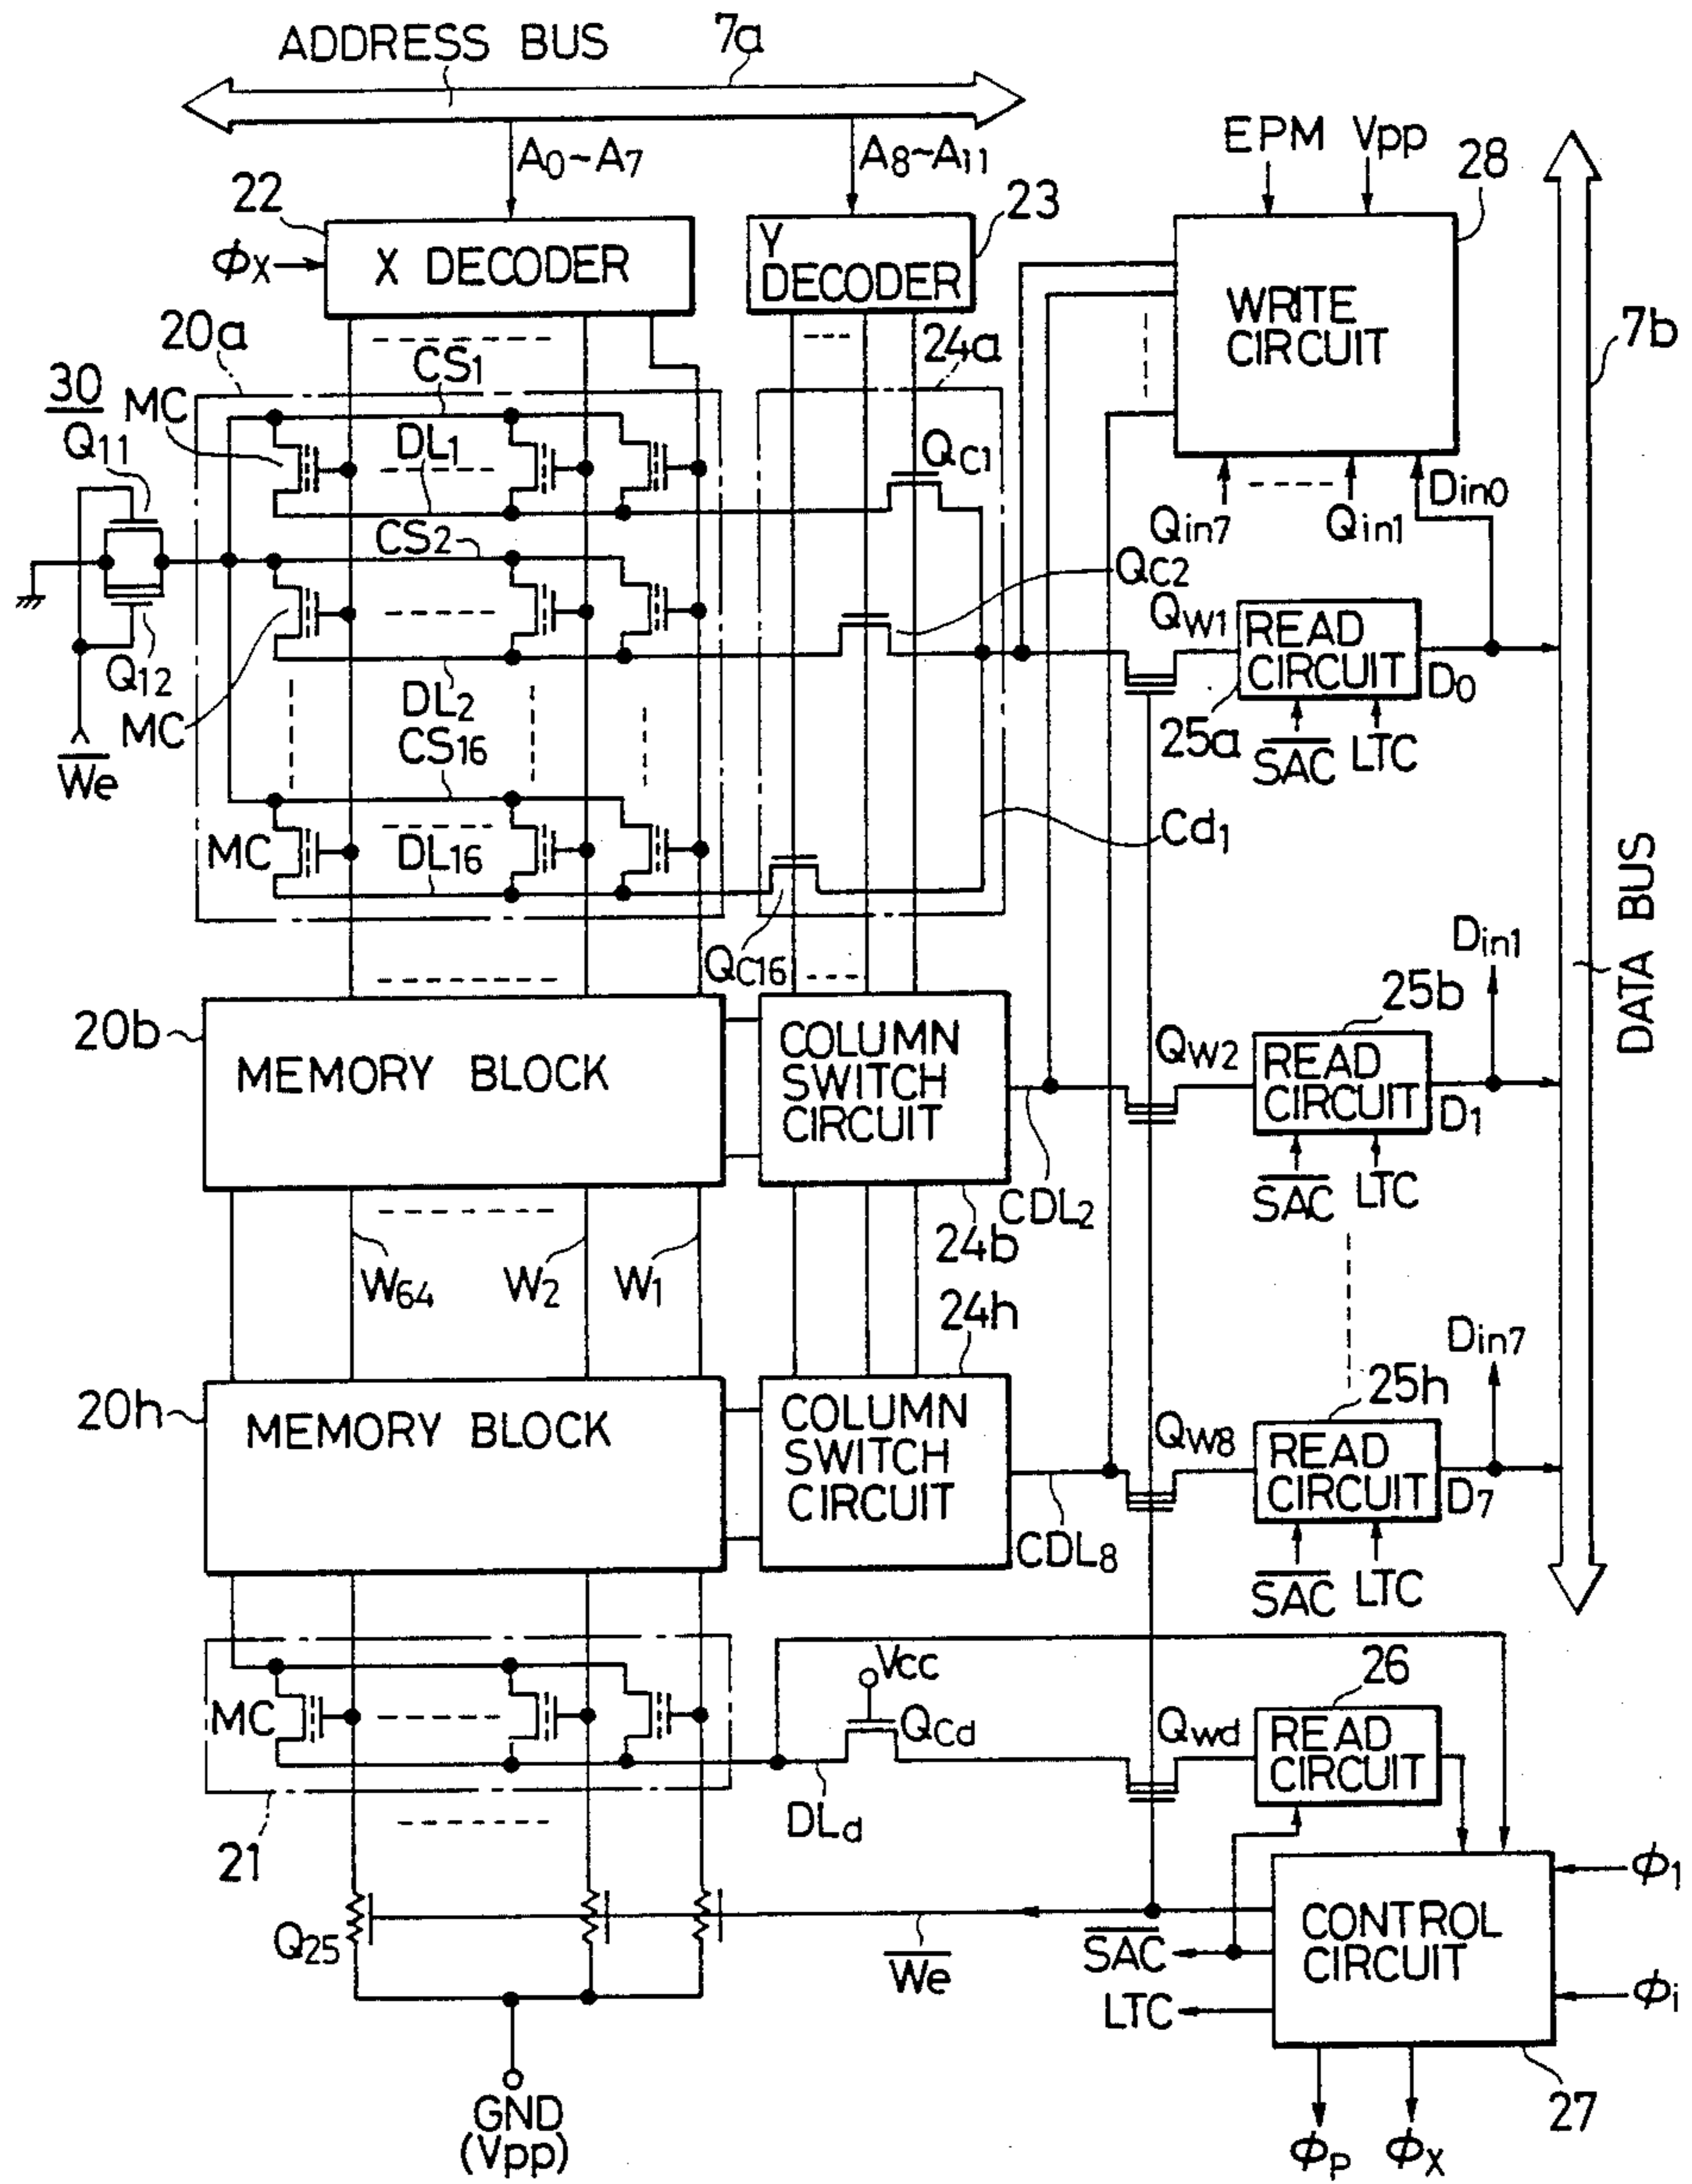 ADDRESS BUS
7a
A0~A7
A8~A11
EPM
Vpp
28
22
23
ϕX
X DECODER
Y
DECODER
WRITE
CIRCUIT
7b
20a
CS1
24a
30
MC
Q11
DL1
QC1
Din0
Qin7
Qin1
CS2
QC2
QW1
READ
CIRCUIT
D0
Q12
DL2
MC
CS16
25a
SAC
LTC
We
Cd1
MC
DL16
DATA BUS
QC16
Din1
25b
20b
MEMORY BLOCK
COLUMN
SWITCH
CIRCUIT
QW2
READ
CIRCUIT
D1
SAC
LTC
CDL2
24b
W64
W2
W1
24h
Din7
25h
20h
MEMORY BLOCK
COLUMN
SWITCH
CIRCUIT
QW8
READ
CIRCUIT
D7
CDL8
SAC
LTC
Vcc
26
MC
QCd
Qwd
READ
CIRCUIT
DLd
21
ϕ1
Q25
We
SAC
CONTROL
CIRCUIT
LTC
ϕi
GND
(Vpp)
27
ϕP
ϕX